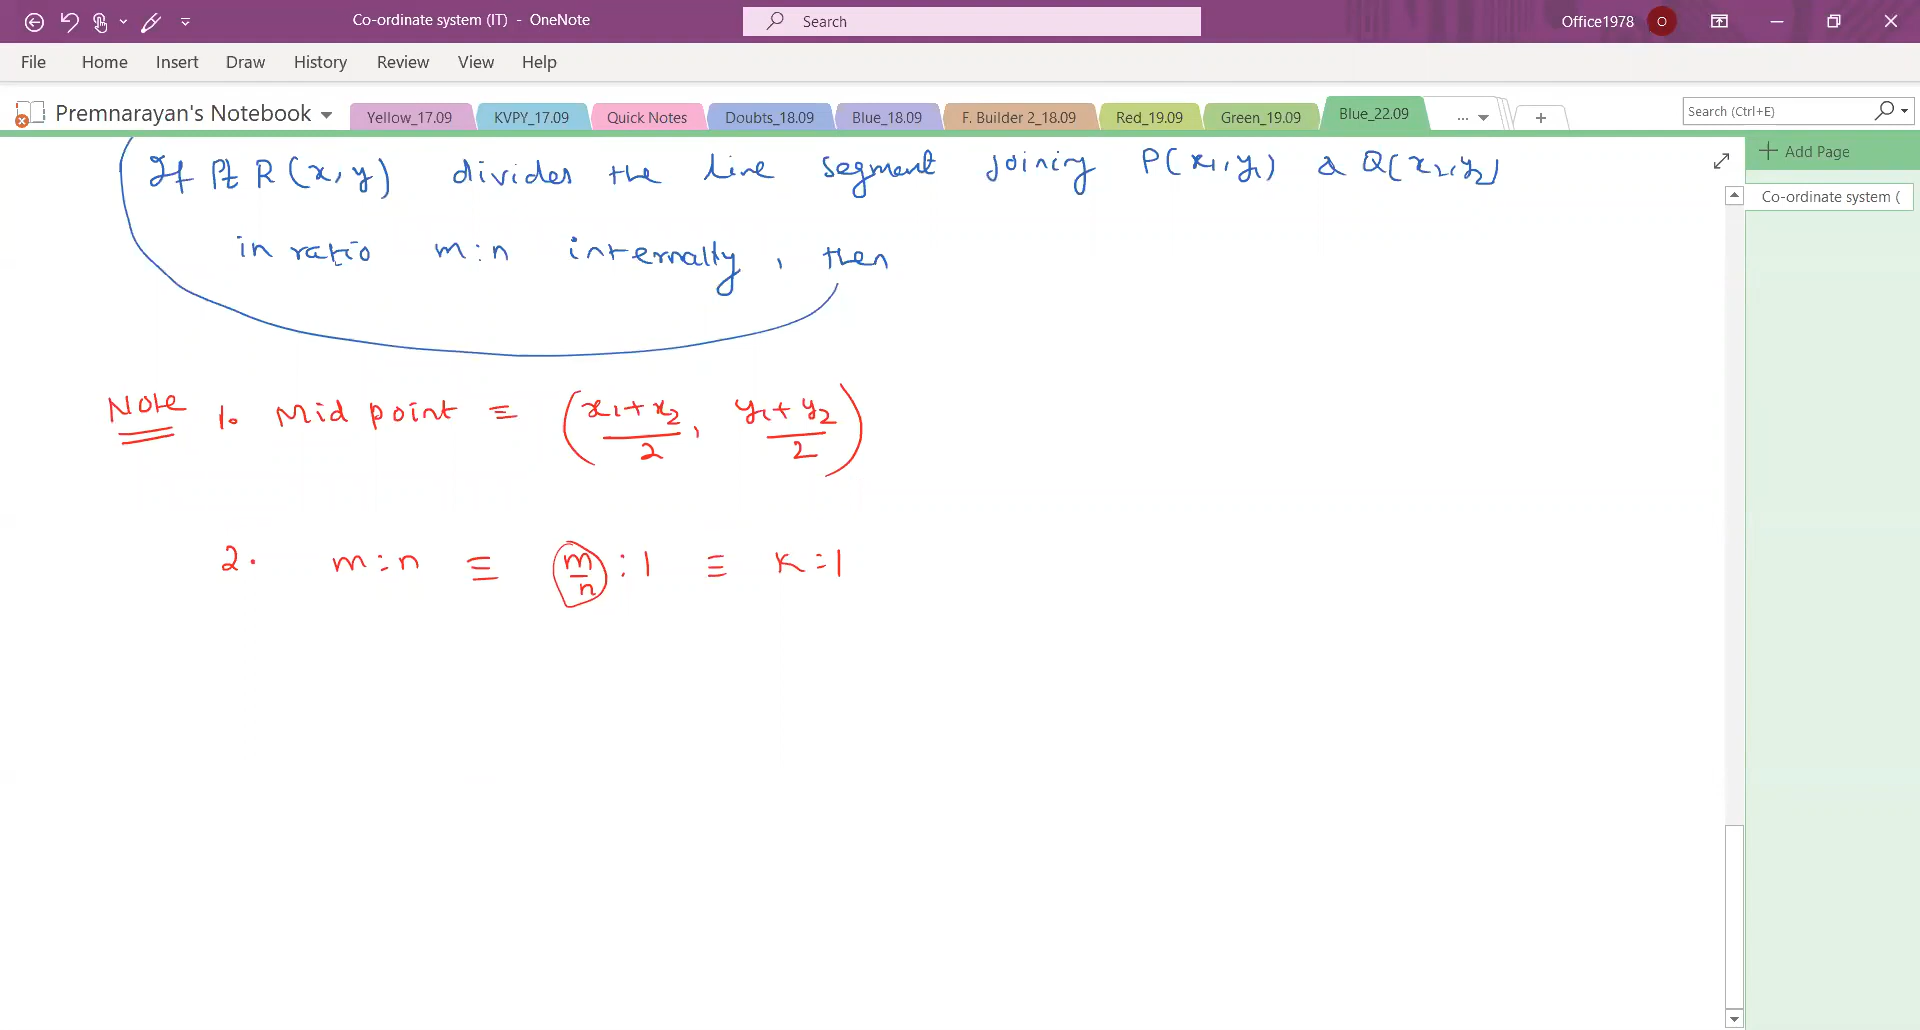 Co-ordinate system (IT) - OneNote
Search
Office1978
O
File Home Insert Draw History Review View Help
Premnarayan's Notebook
Yellow_17.09
KVPY_17.09
Quick Notes
Doubts_18.09
Blue_18.09
F. Builder 2_18.09
Red_19.09
Green_19.09
Blue_22.09
...
+
Search (Ctrl+E)
Add Page
Co-ordinate system (
If Pt R(x,y) divides the line segment joining P(x₁,y₁) & Q(x₂,y₂)
in ratio m:n internally, then
Note 1. Mid point ≡ ((x₁+x₂)/2, (y₁+y₂)/2)
2. m:n ≡ m/n : 1 ≡ K:1